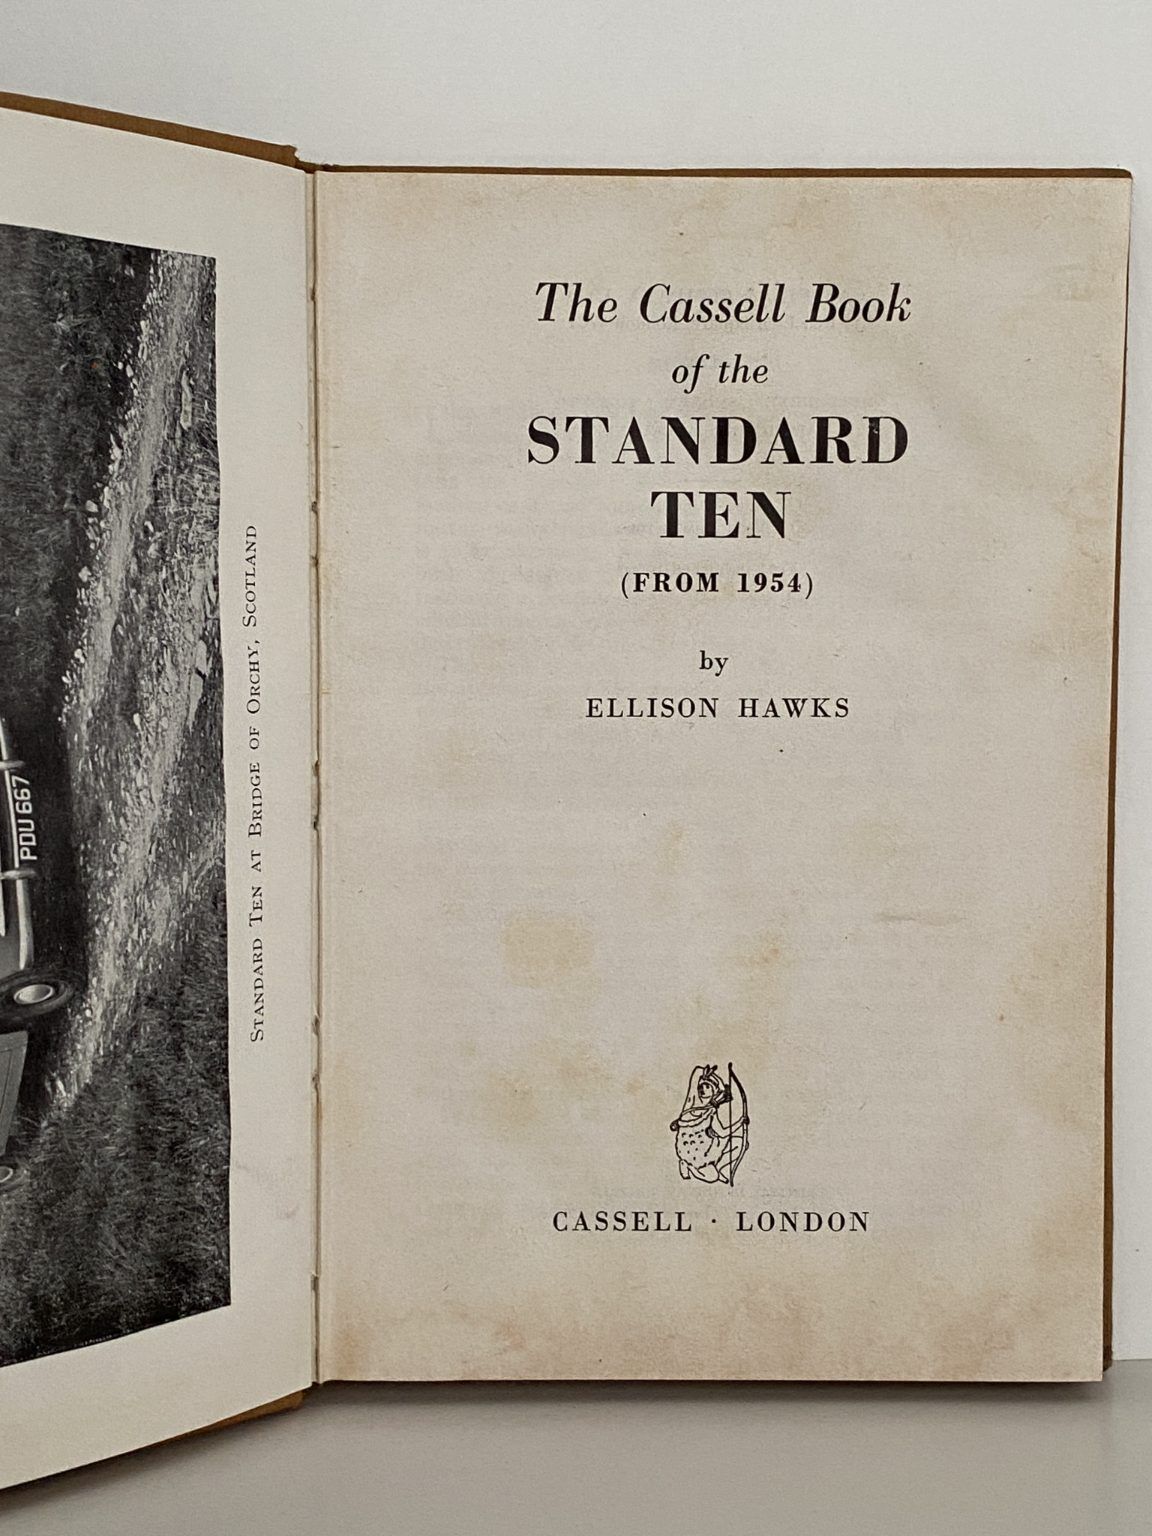 PDU 667
STANDARD TEN AT BRIDGE OF ORCHY, SCOTLAND
The Cassell Book
of the
STANDARD
TEN
(FROM 1954)
by
ELLISON HAWKS
CASSELL · LONDON